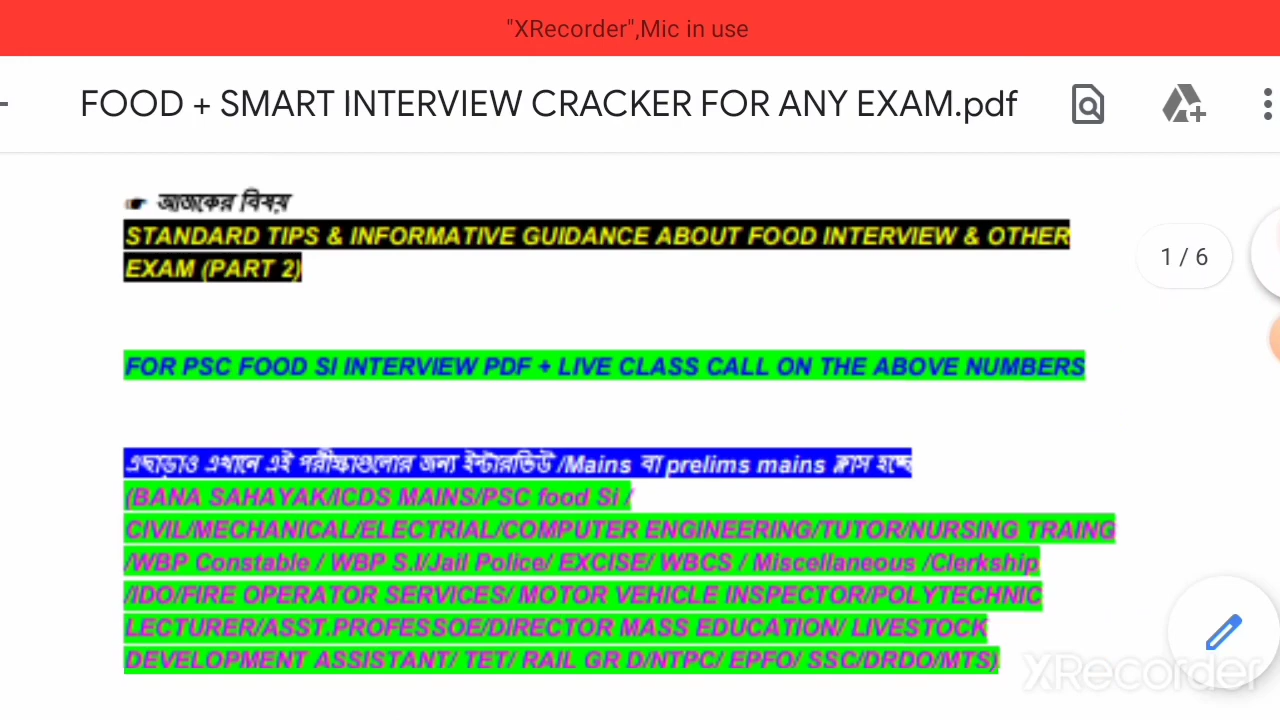 "XRecorder",Mic in use
FOOD + SMART INTERVIEW CRACKER FOR ANY EXAM.pdf
☛ আজকের বিষয়
STANDARD TIPS & INFORMATIVE GUIDANCE ABOUT FOOD INTERVIEW & OTHER
EXAM (PART 2)
1 / 6
FOR PSC FOOD SI INTERVIEW PDF + LIVE CLASS CALL ON THE ABOVE NUMBERS
এছাড়াও এখানে এই পরীক্ষাগুলোর জন্য ইন্টারভিউ /Mains বা prelims mains ক্লাস হচ্ছে
(BANA SAHAYAK/ICDS MAINS/PSC food Si /
CIVIL/MECHANICAL/ELECTRIAL/COMPUTER ENGINEERING/TUTOR/NURSING TRAING
/WBP Constable / WBP S.I/Jail Police/ EXCISE/ WBCS / Miscellaneous /Clerkship
/IDO/FIRE OPERATOR SERVICES/ MOTOR VEHICLE INSPECTOR/POLYTECHNIC
LECTURER/ASST.PROFESSOE/DIRECTOR MASS EDUCATION/ LIVESTOCK
DEVELOPMENT ASSISTANT/ TET/ RAIL GR D/NTPC/ EPFO/ SSC/DRDO/MTS)
XRecorder